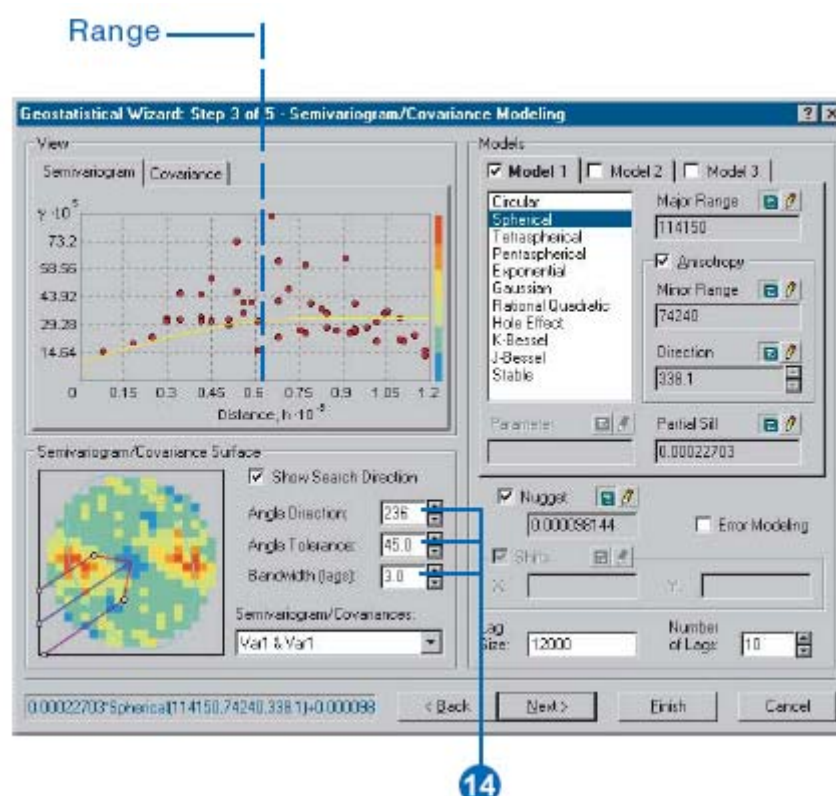 Range
Geostatistical Wizard: Step 3 of 5 - Semivariogram/Covariance Modeling
View
Semivariogram
Covariance
γ·10⁵
73.2
58.56
43.92
29.28
14.64
0 0.15 0.3 0.45 0.6 0.75 0.9 1.05 1.2
Distance, h·10⁻⁵
Semivariogram/Covariance Surface
Show Search Direction
Angle Direction: 236
Angle Tolerance: 45.0
Bandwidth (lags): 3.0
Semivariogram/Covariances:
Var1 & Var1
Models
Model 1
Model 2
Model 3
Circular
Spherical
Tetraspherical
Pentaspherical
Exponential
Gaussian
Rational Quadratic
Hole Effect
K-Bessel
J-Bessel
Stable
Major Range
114150
Anisotropy
Minor Range
74240
Direction
338.1
Parameter
Partial Sill
0.00022703
Nugget
0.000098144
Error Modeling
Shifts
X:
Y:
Lag Size: 12000
Number of Lags: 10
0.00022703*Spherical(114150,74240,338.1)+0.000098
< Back
Next >
Finish
Cancel
14